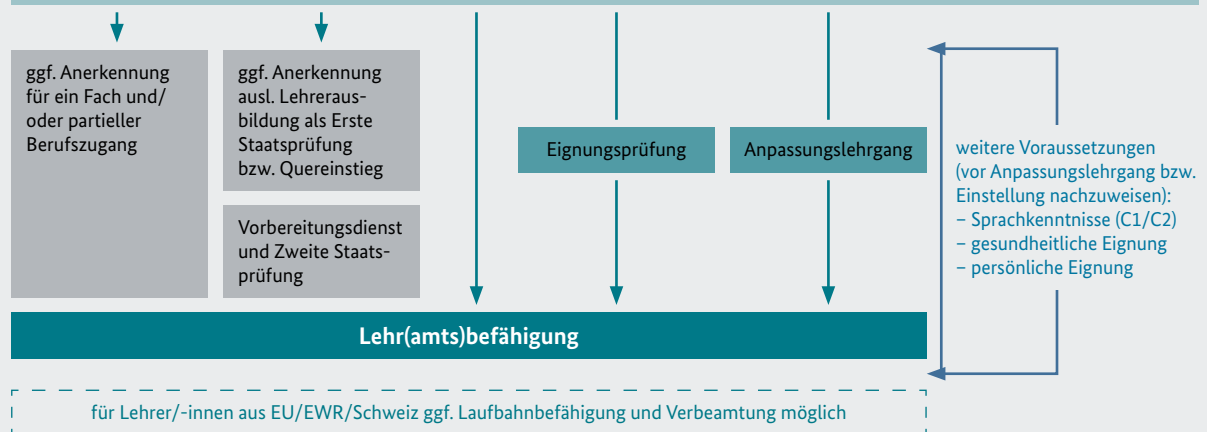 ggf. Anerkennung
für ein Fach und/
oder partieller
Berufszugang
ggf. Anerkennung
ausl. Lehreraus-
bildung als Erste
Staatsprüfung
bzw. Quereinstieg
Vorbereitungsdienst
und Zweite Staats-
prüfung
Eignungsprüfung
Anpassungslehrgang
weitere Voraussetzungen
(vor Anpassungslehrgang bzw.
Einstellung nachzuweisen):
– Sprachkenntnisse (C1/C2)
– gesundheitliche Eignung
– persönliche Eignung
Lehr(amts)befähigung
für Lehrer/-innen aus EU/EWR/Schweiz ggf. Laufbahnbefähigung und Verbeamtung möglich